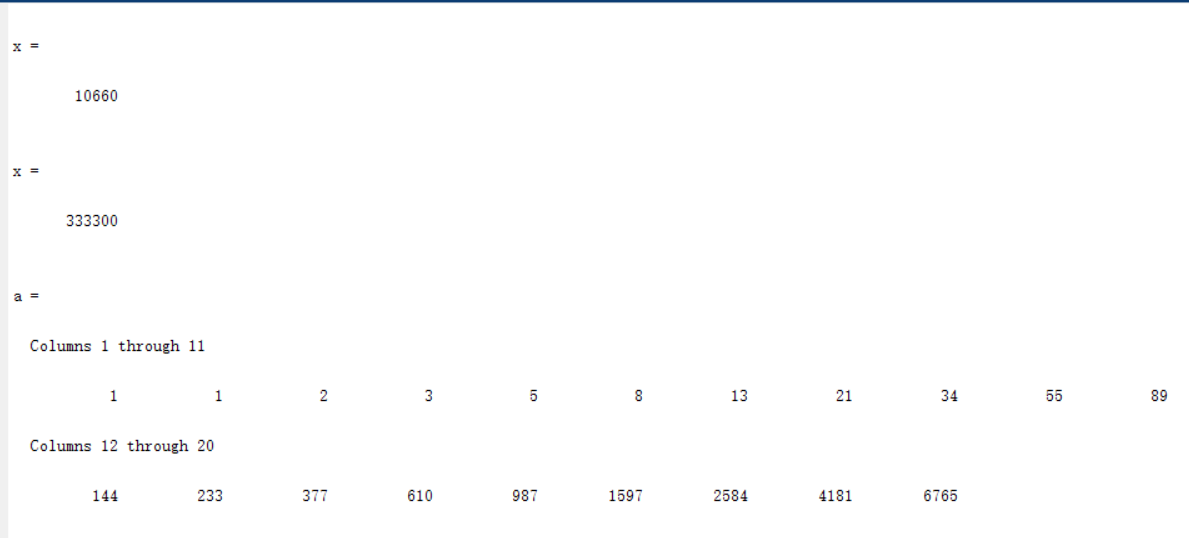 x =
10660
x =
333300
a =
Columns 1 through 11
1 1 2 3 5 8 13 21 34 55 89
Columns 12 through 20
144 233 377 610 987 1597 2584 4181 6765